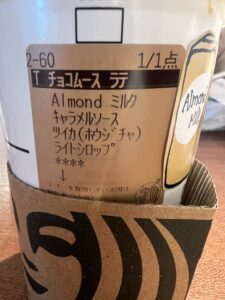 2-60 1/1点
T チョコムース ラテ
Almond ミルク
キャラメルソース
ツイカ(ホウジチャ)
ライトシロップ
****
↓
Almond
Milk